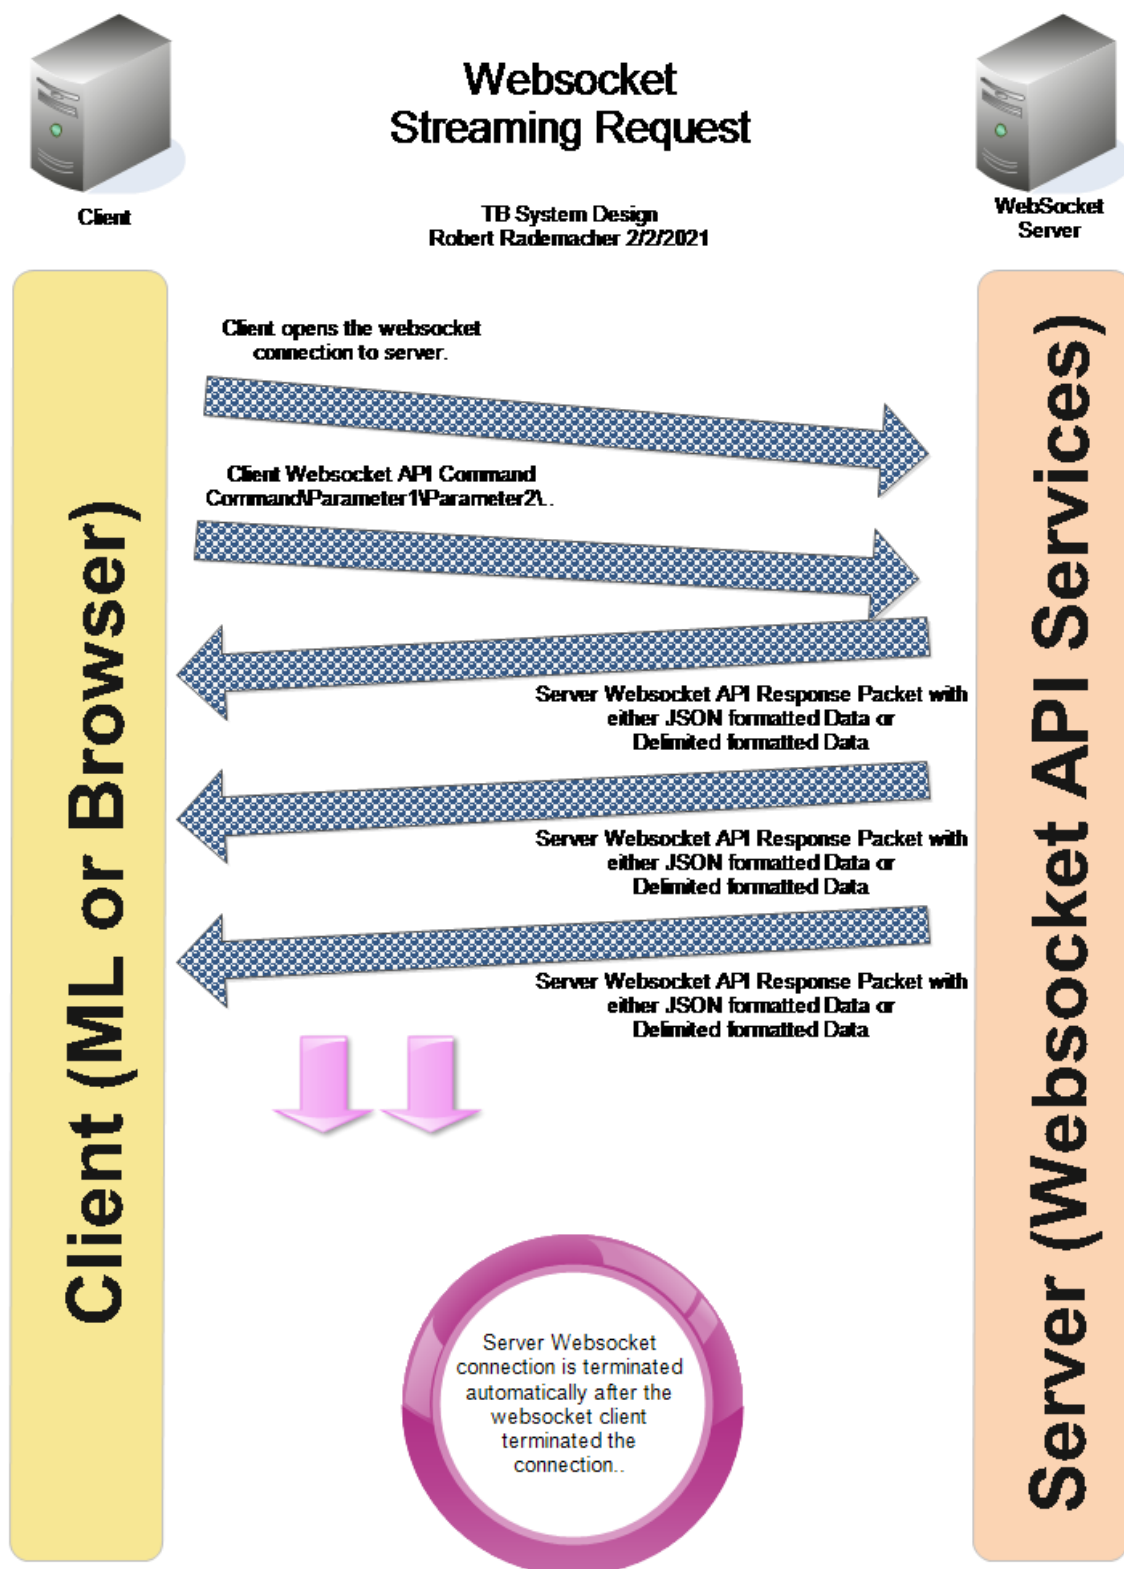 Websocket
Streaming Request
Client
TB System Design
Robert Rademacher 2/2/2021
WebSocket
Server
Client opens the websocket
connection to server.
Client Websocket API Command
Command\Parameter1\Parameter2\..
Server Websocket API Response Packet with
either JSON formatted Data or
Delimited formatted Data
Server Websocket API Response Packet with
either JSON formatted Data or
Delimited formatted Data
Server Websocket API Response Packet with
either JSON formatted Data or
Delimited formatted Data
Client (ML or Browser)
Server (Websocket API Services)
Server Websocket
connection is terminated
automatically after the
websocket client
terminated the
connection..